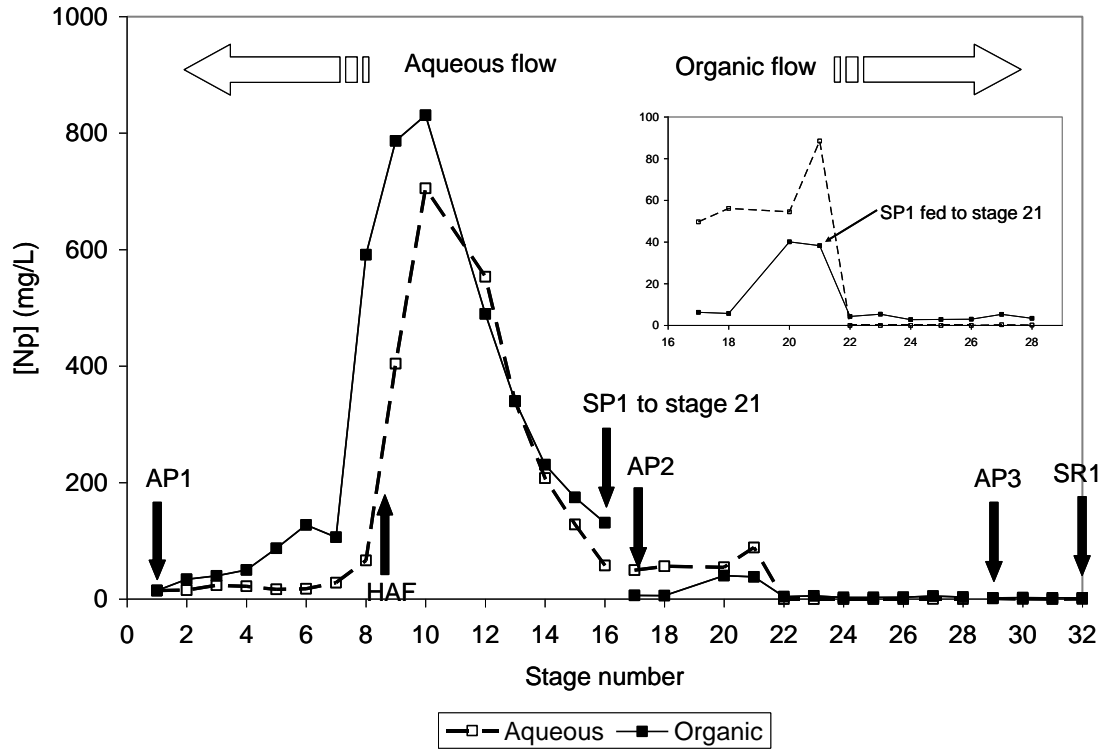 1000
Aqueous flow
Organic flow
100
80
60
40
20
0
16 18 20 22 24 26 28
SP1 fed to stage 21
800
600
400
200
0
[Np] (mg/L)
SP1 to stage 21
AP1
AP2
AP3
SR1
HAF
0 2 4 6 8 10 12 14 16 18 20 22 24 26 28 30 32
Stage number
Aqueous Organic